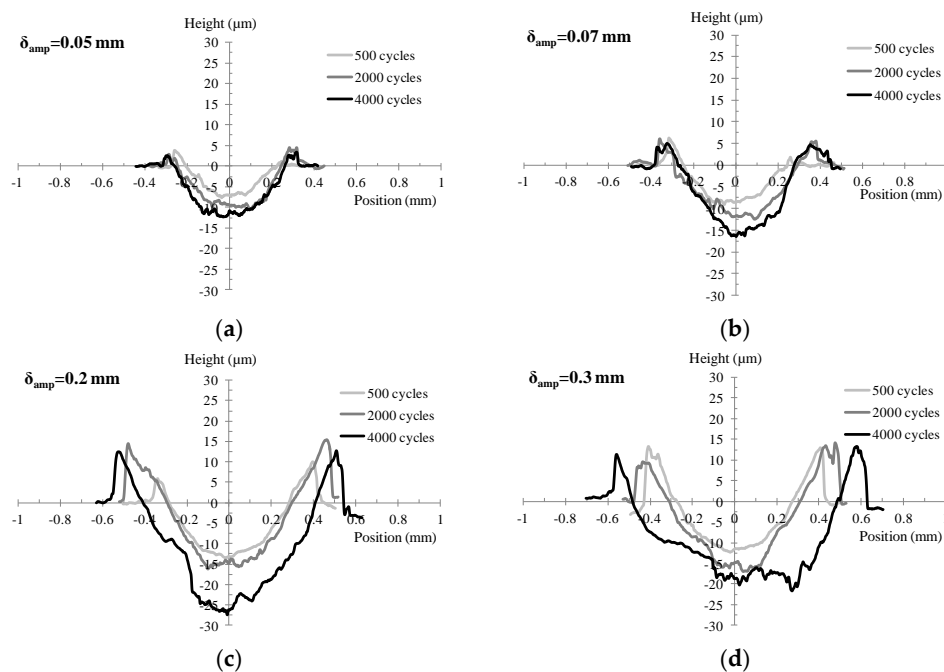 Height (µm)
δamp=0.05 mm
30
25
20
15
10
5
0
-5
-10
-15
-20
-25
-30
-1 -0.8 -0.6 -0.4 -0.2 0 0.2 0.4 0.6 0.8 1
Position (mm)
500 cycles
2000 cycles
4000 cycles
(a)
Height (µm)
δamp=0.07 mm
30
25
20
15
10
5
0
-5
-10
-15
-20
-25
-30
-1 -0.8 -0.6 -0.4 -0.2 0 0.2 0.4 0.6 0.8
Position (mm)
500 cycles
2000 cycles
4000 cycles
(b)
Height (µm)
δamp=0.2 mm
30
25
20
15
10
5
0
-5
-10
-15
-20
-25
-30
-1 -0.8 -0.6 -0.4 -0.2 0 0.2 0.4 0.6 0.8 1
Position (mm)
500 cycles
2000 cycles
4000 cycles
(c)
Height (µm)
δamp=0.3 mm
30
25
20
15
10
5
0
-5
-10
-15
-20
-25
-30
-1 -0.8 -0.6 -0.4 -0.2 0 0.2 0.4 0.6 0.8
Position (mm)
500 cycles
2000 cycles
4000 cycles
(d)